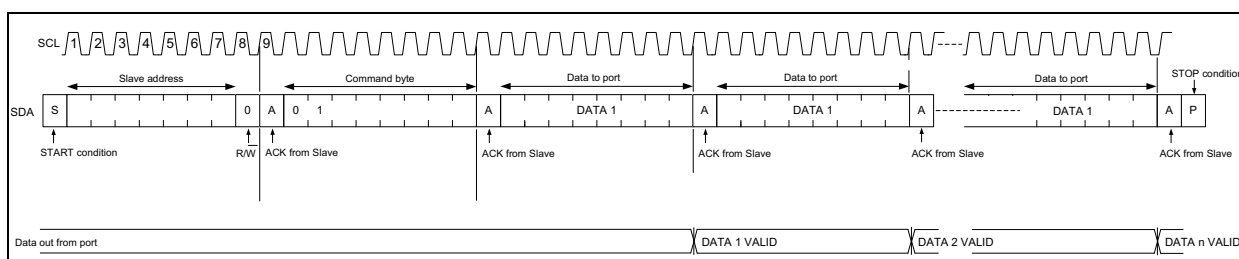 SCL 1 2 3 4 5 6 7 8 9
Slave address Command byte Data to port Data to port Data to port STOP condition
SDA S 0 A 0 1 A DATA 1 A DATA 1 A DATA 1 A P
START condition R/W ACK from Slave ACK from Slave ACK from Slave ACK from Slave ACK from Slave
Data out from port DATA 1 VALID DATA 2 VALID DATA n VALID